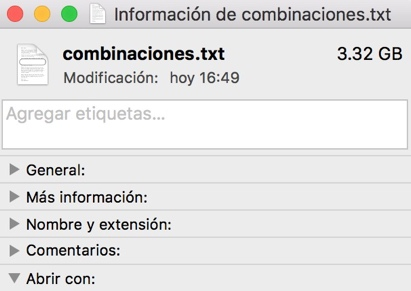 Información de combinaciones.txt
combinaciones.txt 3.32 GB
Modificación: hoy 16:49
Agregar etiquetas...
General:
Más información:
Nombre y extensión:
Comentarios:
Abrir con: